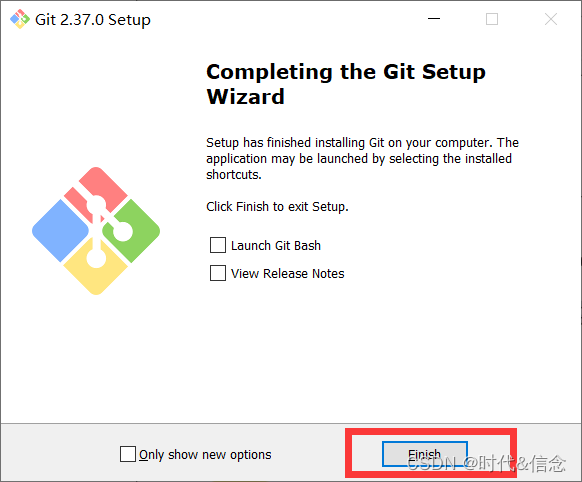 Git 2.37.0 Setup
Completing the Git Setup
Wizard
Setup has finished installing Git on your computer. The
application may be launched by selecting the installed
shortcuts.
Click Finish to exit Setup.
Launch Git Bash
View Release Notes
Only show new options
Finish
CSDN @时代&信念